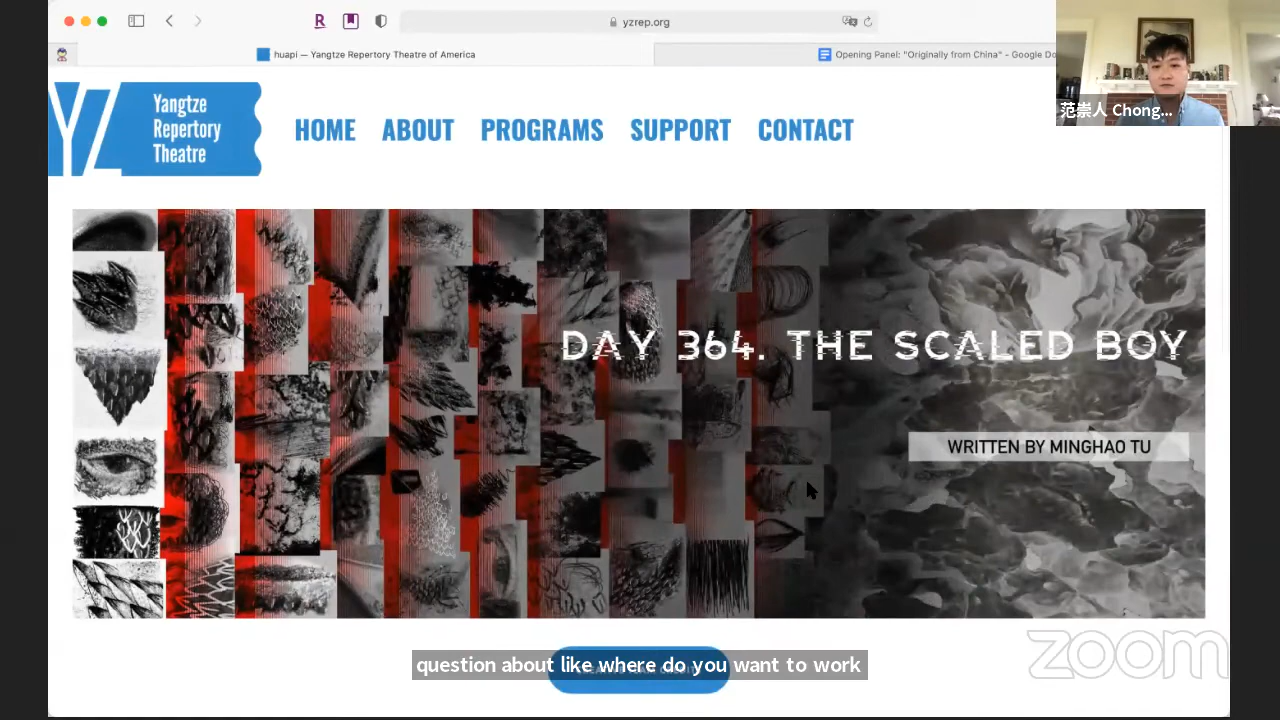 R
yzrep.org
huapi — Yangtze Repertory Theatre of America
Opening Panel: "Originally from China" - Google Do
范崇人 Chong...
YZ
Yangtze
Repertory
Theatre
HOME ABOUT PROGRAMS SUPPORT CONTACT
DAY 364. THE SCALED BOY
WRITTEN BY MINGHAO TU
question about like where do you want to work
zoom